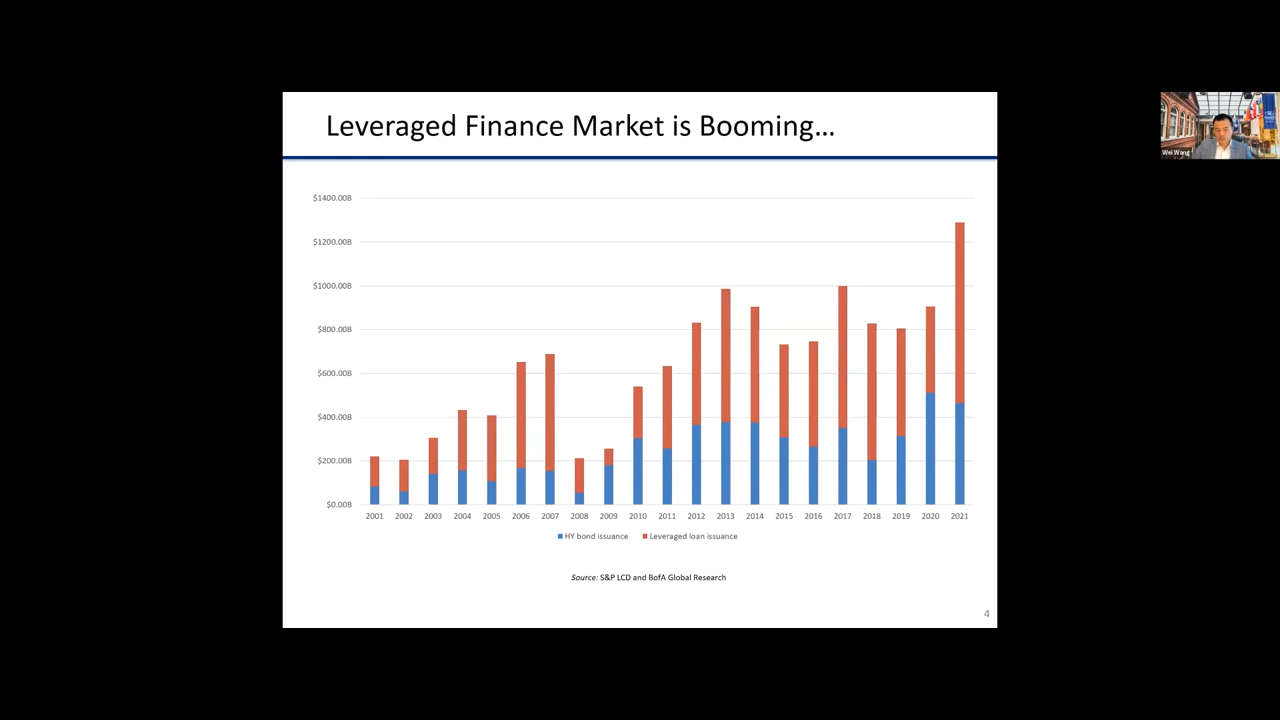 Leveraged Finance Market is Booming...
$1400.00B
$1200.00B
$1000.00B
$800.00B
$600.00B
$400.00B
$200.00B
$0.00B
2001 2002 2003 2004 2005 2006 2007 2008 2009 2010 2011 2012 2013 2014 2015 2016 2017 2018 2019 2020 2021
HY bond issuance Leveraged loan issuance
Source: S&P LCD and BofA Global Research
4
Wei Wang